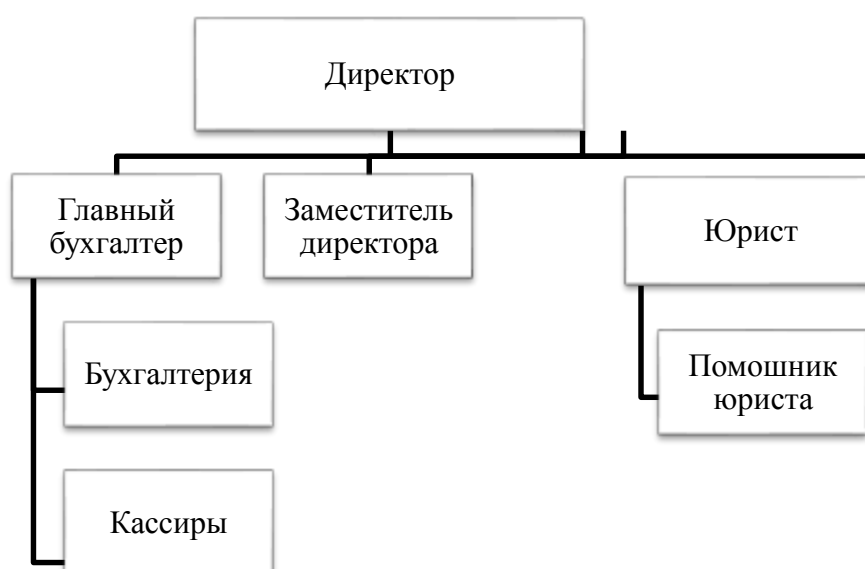 Директор
Главный
бухгалтер
Заместитель
директора
Юрист
Бухгалтерия
Помошник
юриста
Кассиры